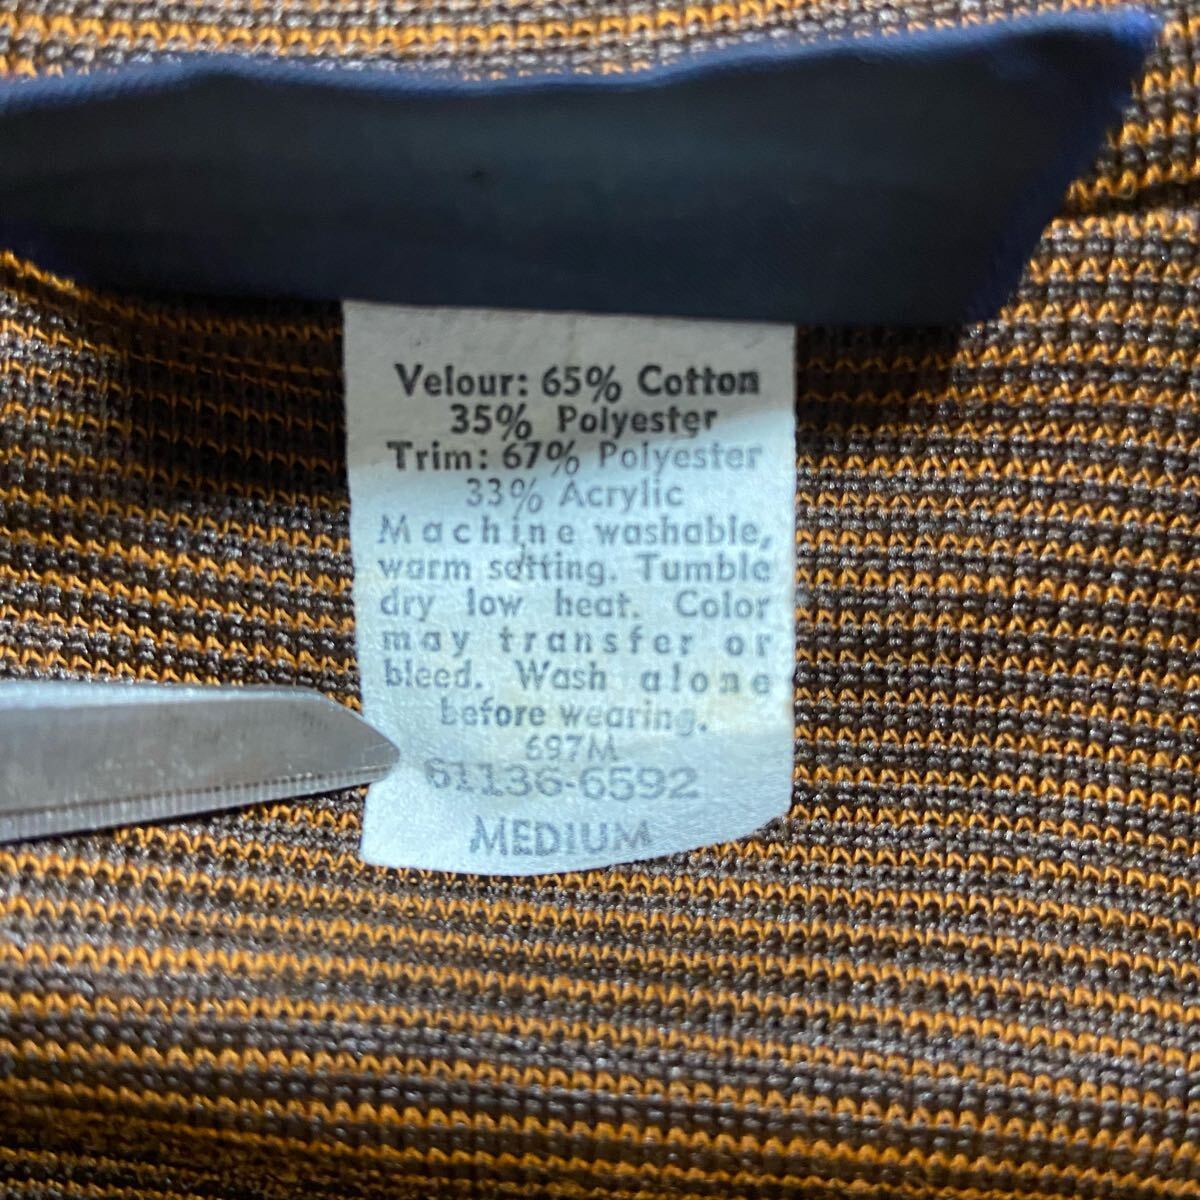 Velour: 65% Cotton
35% Polyester
Trim: 67% Polyester
33% Acrylic
Machine washable,
warm setting. Tumble
dry low heat. Color
may transfer or
bleed. Wash alone
before wearing.
697M
61136-6592
MEDIUM